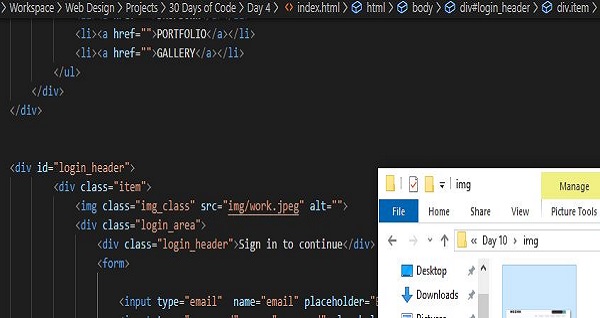 Workspace > Web Design > Projects > 30 Days of Code > Day 4 > index.html > html > body > div#login_header > div.item >
<li><a href="">PORTFOLIO</a></li>
<li><a href="">GALLERY</a></li>
</ul>
</div>
</div>
<div id="login_header">
<div class="item">
<img class="img_class" src="img/work.jpeg" alt="">
<div class="login_area">
<div class="login_header">Sign in to continue</div>
<form>
<input type="email" name="email" placeholder=
img
Manage
File Home Share View Picture Tools
« Day 10 > img
Desktop
Downloads